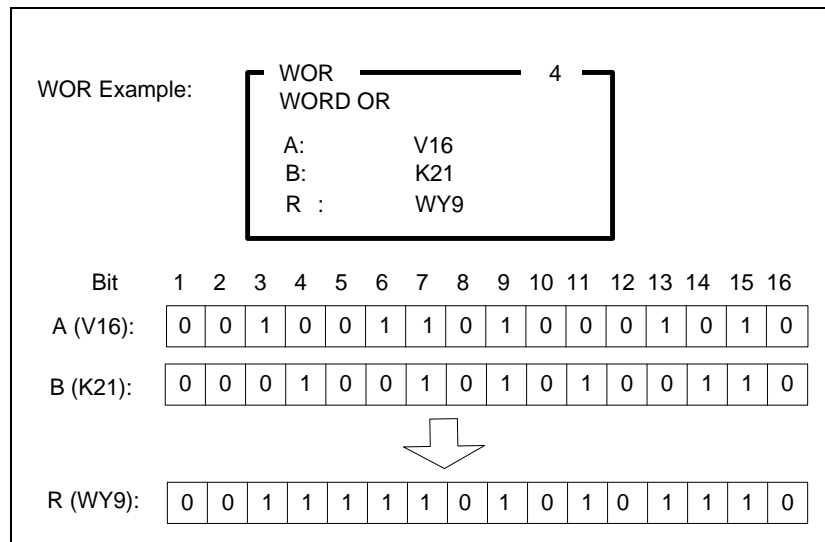 WOR 4
WOR Example:
WORD OR
A: V16
B: K21
R : WY9
Bit 1 2 3 4 5 6 7 8 9 10 11 12 13 14 15 16
A (V16): 0 0 1 0 0 1 1 0 1 0 0 0 1 0 1 0
B (K21): 0 0 0 1 0 0 1 0 1 0 1 0 0 1 1 0
R (WY9): 0 0 1 1 1 1 1 0 1 0 1 0 1 1 1 0